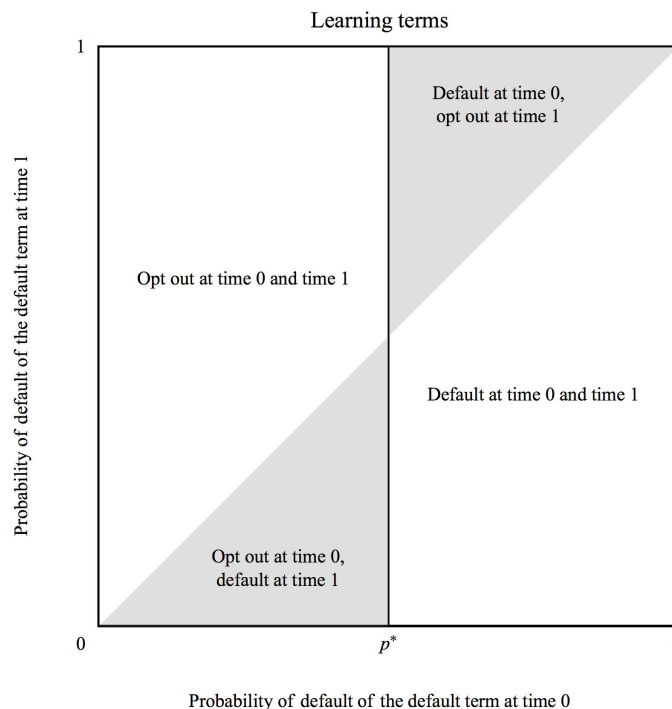 Learning terms
1
Default at time 0,
opt out at time 1
Probability of default of the default term at time 1
Opt out at time 0 and time 1
Default at time 0 and time 1
Opt out at time 0,
default at time 1
0
p*
Probability of default of the default term at time 0